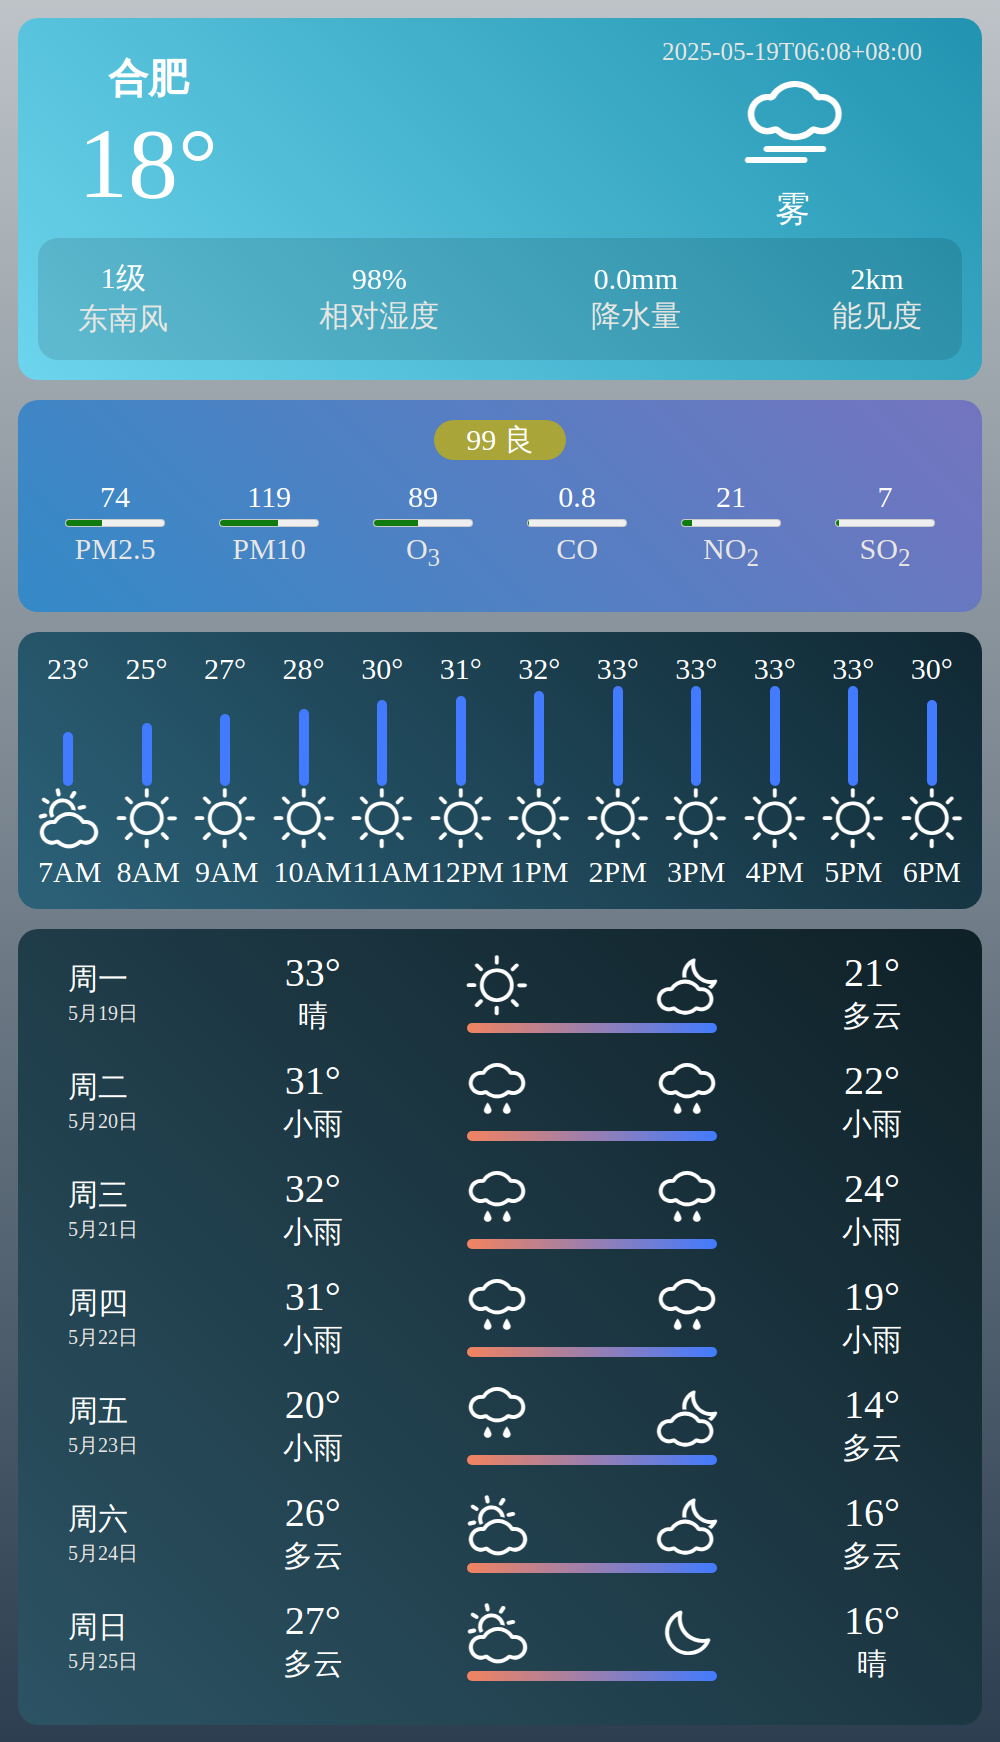 合肥
18°
2025-05-19T06:08+08:00
雾
1级 98% 0.0mm 2km
东南风 相对湿度 降水量 能见度
99 良
74 119 89 0.8 21 7
PM2.5 PM10 O3 CO NO2 SO2
23° 25° 27° 28° 30° 31° 32° 33° 33° 33° 33° 30°
7AM 8AM 9AM 10AM 11AM 12PM 1PM 2PM 3PM 4PM 5PM 6PM
周一 33° 21°
5月19日 晴 多云
周二 31° 22°
5月20日 小雨 小雨
周三 32° 24°
5月21日 小雨 小雨
周四 31° 19°
5月22日 小雨 小雨
周五 20° 14°
5月23日 小雨 多云
周六 26° 16°
5月24日 多云 多云
周日 27° 16°
5月25日 多云 晴